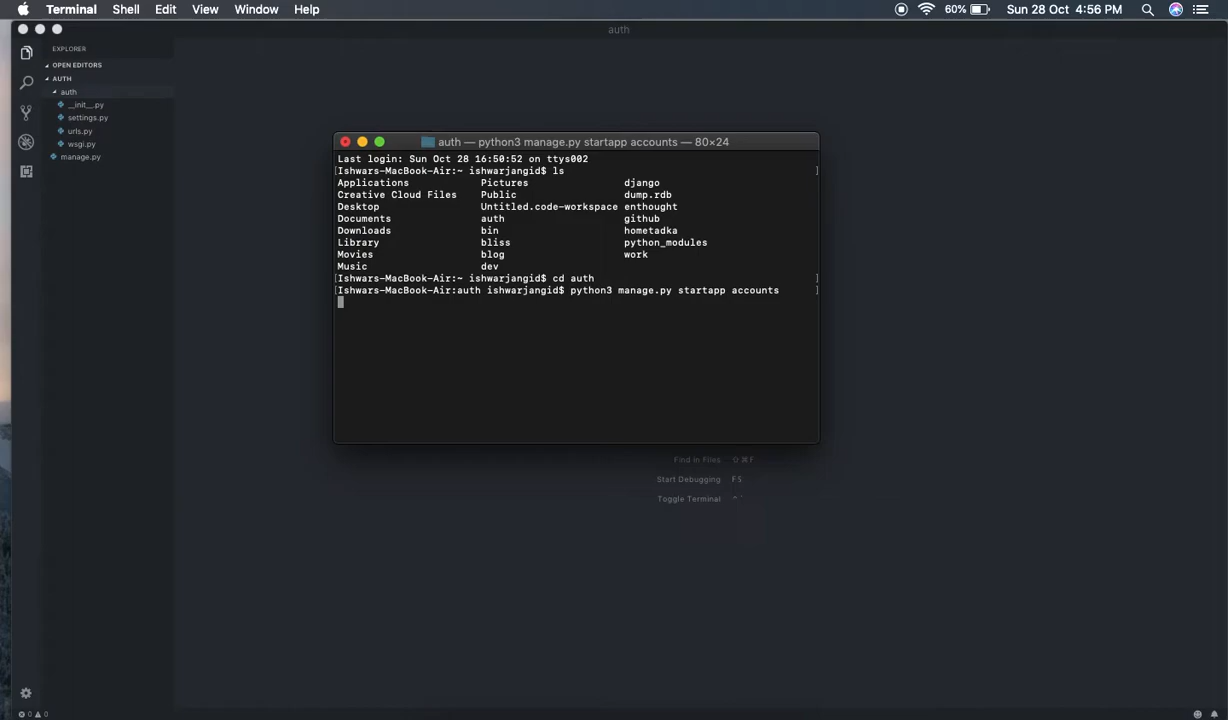 Terminal Shell Edit View Window Help 60% Sun 28 Oct 4:56 PM
auth
EXPLORER
OPEN EDITORS
AUTH
auth
__init__.py
settings.py
urls.py
wsgi.py
manage.py
auth — python3 manage.py startapp accounts — 80×24
Last login: Sun Oct 28 16:50:52 on ttys002
[Ishwars-MacBook-Air:~ ishwarjangid$ ls ]
Applications Pictures django
Creative Cloud Files Public dump.rdb
Desktop Untitled.code-workspace enthought
Documents auth github
Downloads bin hometadka
Library bliss python_modules
Movies blog work
Music dev
[Ishwars-MacBook-Air:~ ishwarjangid$ cd auth ]
[Ishwars-MacBook-Air:auth ishwarjangid$ python3 manage.py startapp accounts ]
Find in Files ⇧⌘F
Start Debugging F5
Toggle Terminal ⌃`
0 0